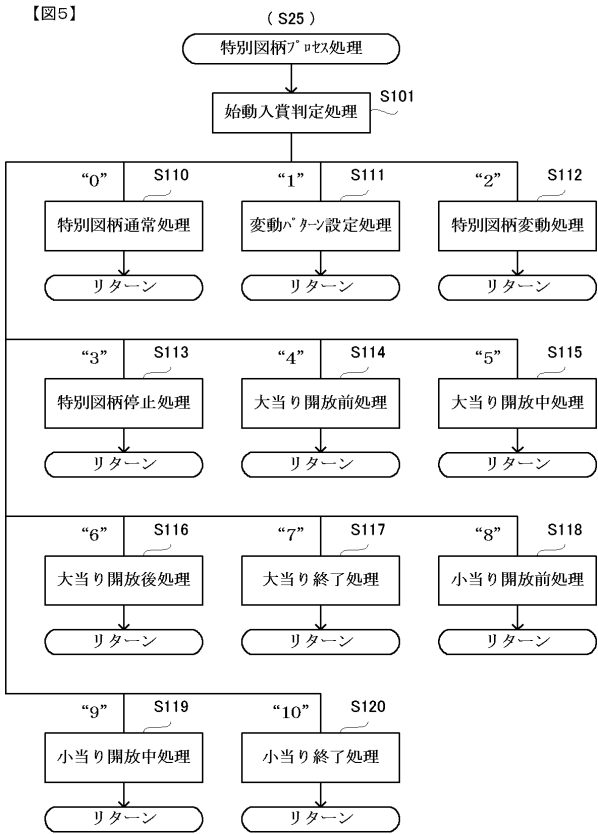 【図5】
(S25)
特別図柄プロセス処理
S101
始動入賞判定処理
“0” S110 “1” S111 “2” S112
特別図柄通常処理 変動パターン設定処理 特別図柄変動処理
リターン リターン リターン
“3” S113 “4” S114 “5” S115
特別図柄停止処理 大当り開放前処理 大当り開放中処理
リターン リターン リターン
“6” S116 “7” S117 “8” S118
大当り開放後処理 大当り終了処理 小当り開放前処理
リターン リターン リターン
“9” S119 “10” S120
小当り開放中処理 小当り終了処理
リターン リターン